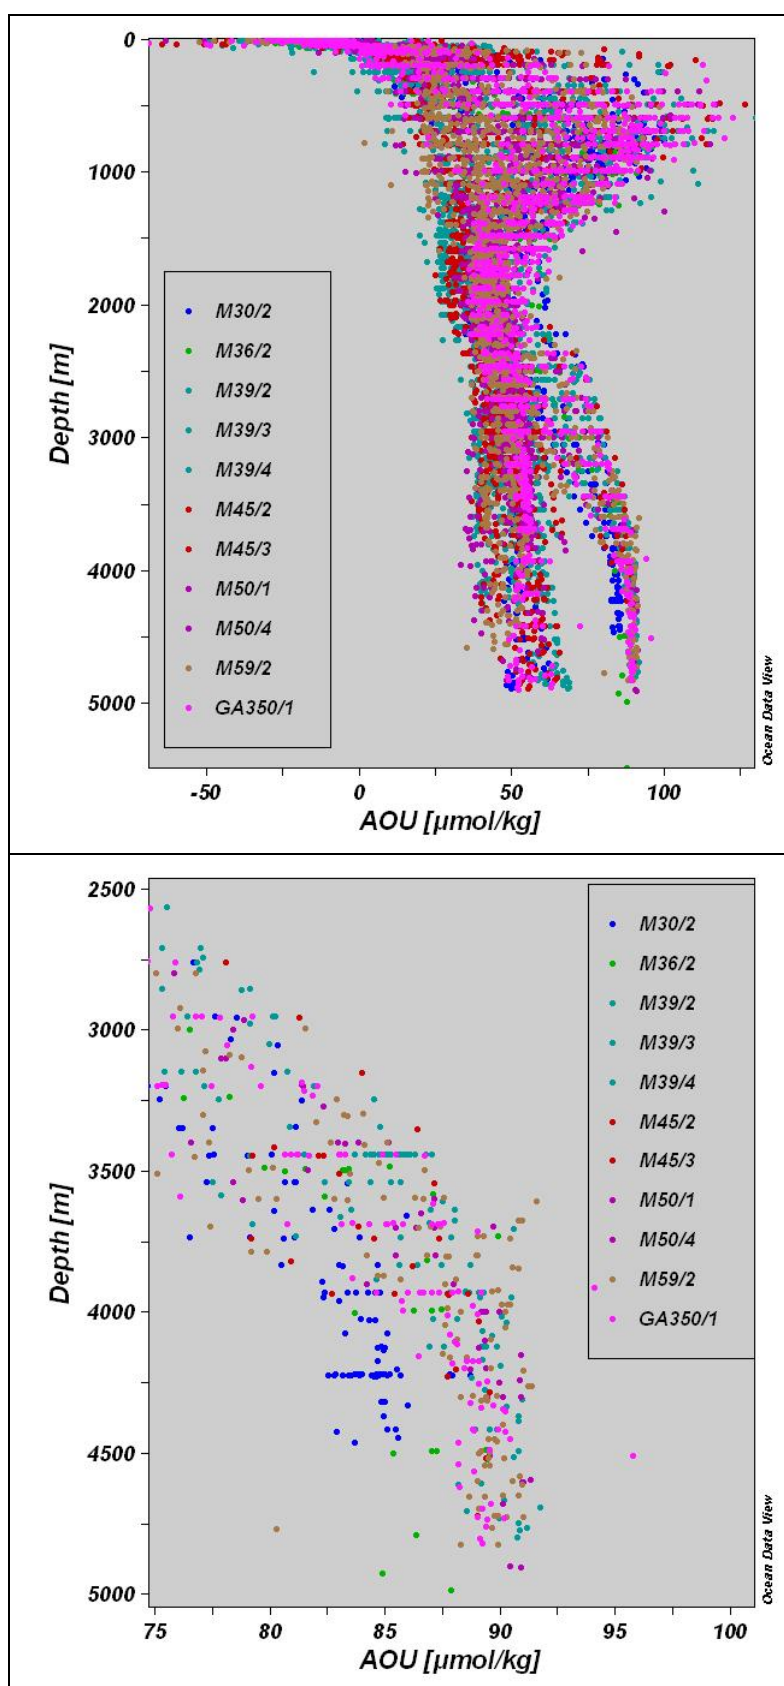 0
1000
2000
3000
4000
5000
Depth [m]
M30/2
M36/2
M39/2
M39/3
M39/4
M45/2
M45/3
M50/1
M50/4
M59/2
GA350/1
-50
0
50
100
AOU [µmol/kg]
Ocean Data View
2500
3000
3500
4000
4500
5000
Depth [m]
M30/2
M36/2
M39/2
M39/3
M39/4
M45/2
M45/3
M50/1
M50/4
M59/2
GA350/1
75
80
85
90
95
100
AOU [µmol/kg]
Ocean Data View